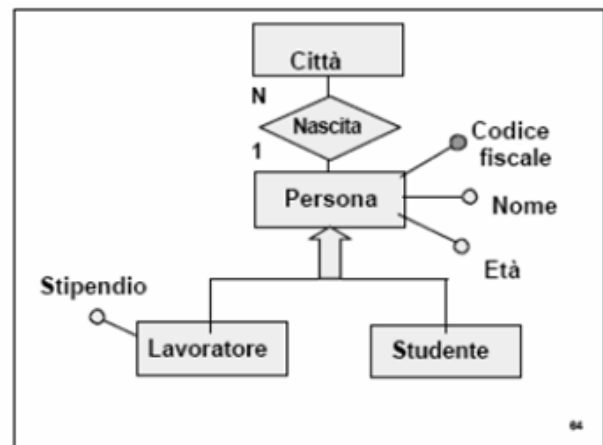 Città
N
Nascita
1
Codice
fiscale
Persona
Nome
Età
Stipendio
Lavoratore
Studente
64